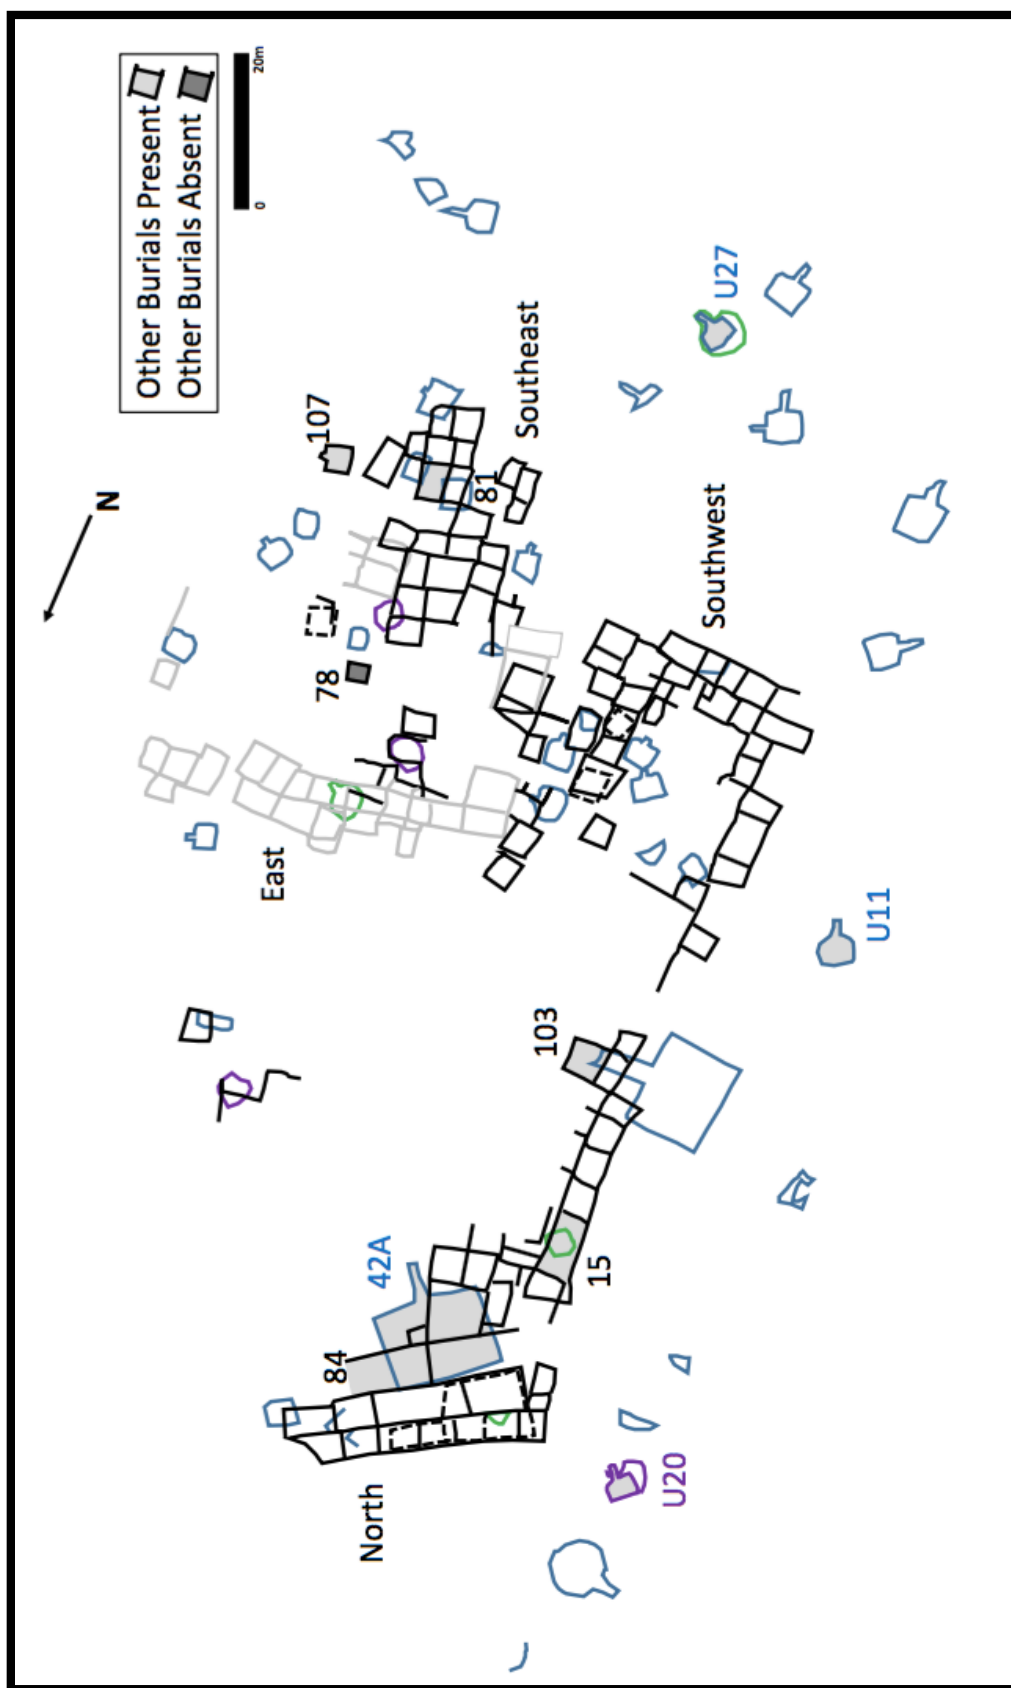 Other Burials Present
Other Burials Absent
20m
0
N
107
U27
Southeast
81
Southwest
78
East
U11
103
42A
15
84
North
U20